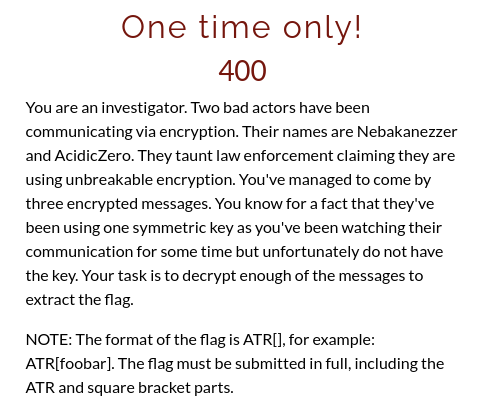 One time only!
400
You are an investigator. Two bad actors have been
communicating via encryption. Their names are Nebakanezzer
and AcidicZero. They taunt law enforcement claiming they are
using unbreakable encryption. You've managed to come by
three encrypted messages. You know for a fact that they've
been using one symmetric key as you've been watching their
communication for some time but unfortunately do not have
the key. Your task is to decrypt enough of the messages to
extract the flag.
NOTE: The format of the flag is ATR[], for example:
ATR[foobar]. The flag must be submitted in full, including the
ATR and square bracket parts.